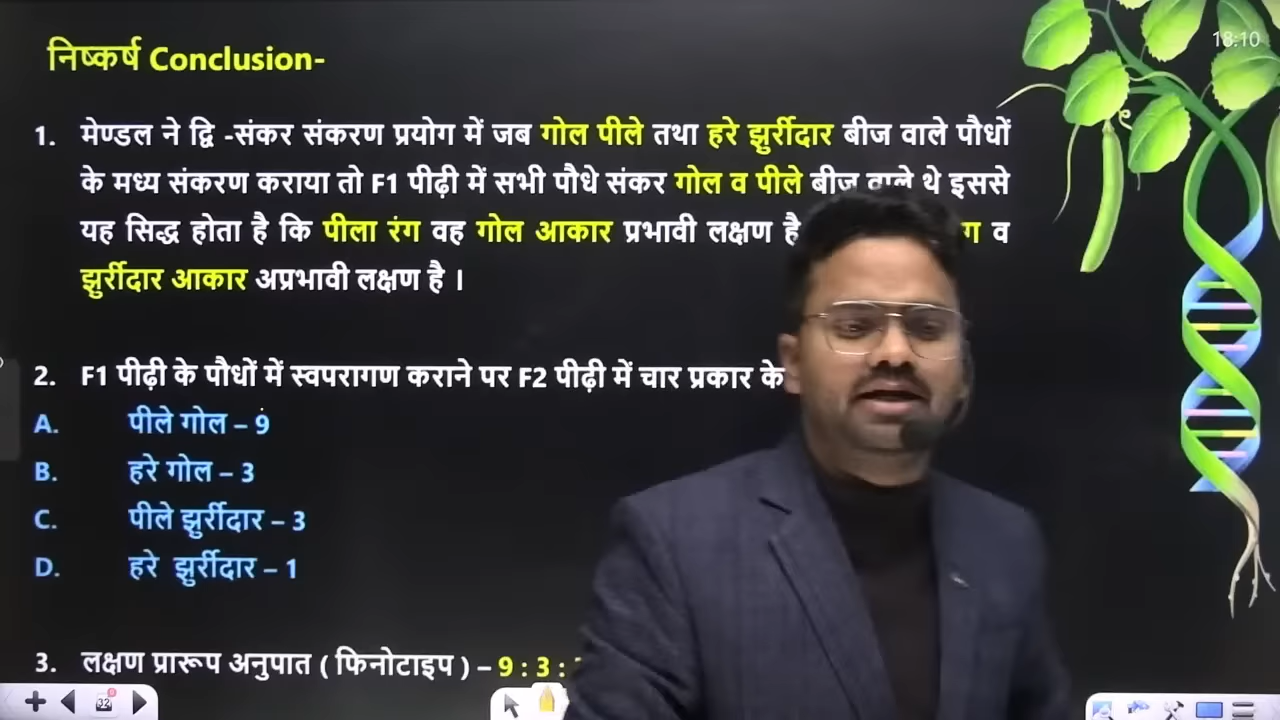 18:10
निष्कर्ष Conclusion-
1. मेण्डल ने द्वि -संकर संकरण प्रयोग में जब गोल पीले तथा हरे झुर्रीदार बीज वाले पौधों
के मध्य संकरण कराया तो F1 पीढ़ी में सभी पौधे संकर गोल व पीले बीज वाले थे इससे
यह सिद्ध होता है कि पीला रंग वह गोल आकार प्रभावी लक्षण है व
झुर्रीदार आकार अप्रभावी लक्षण है ।
2. F1 पीढ़ी के पौधों में स्वपरागण कराने पर F2 पीढ़ी में चार प्रकार के
A. पीले गोल – 9
B. हरे गोल – 3
C. पीले झुर्रीदार – 3
D. हरे झुर्रीदार – 1
3. लक्षण प्रारूप अनुपात ( फिनोटाइप ) – 9 : 3 :
32